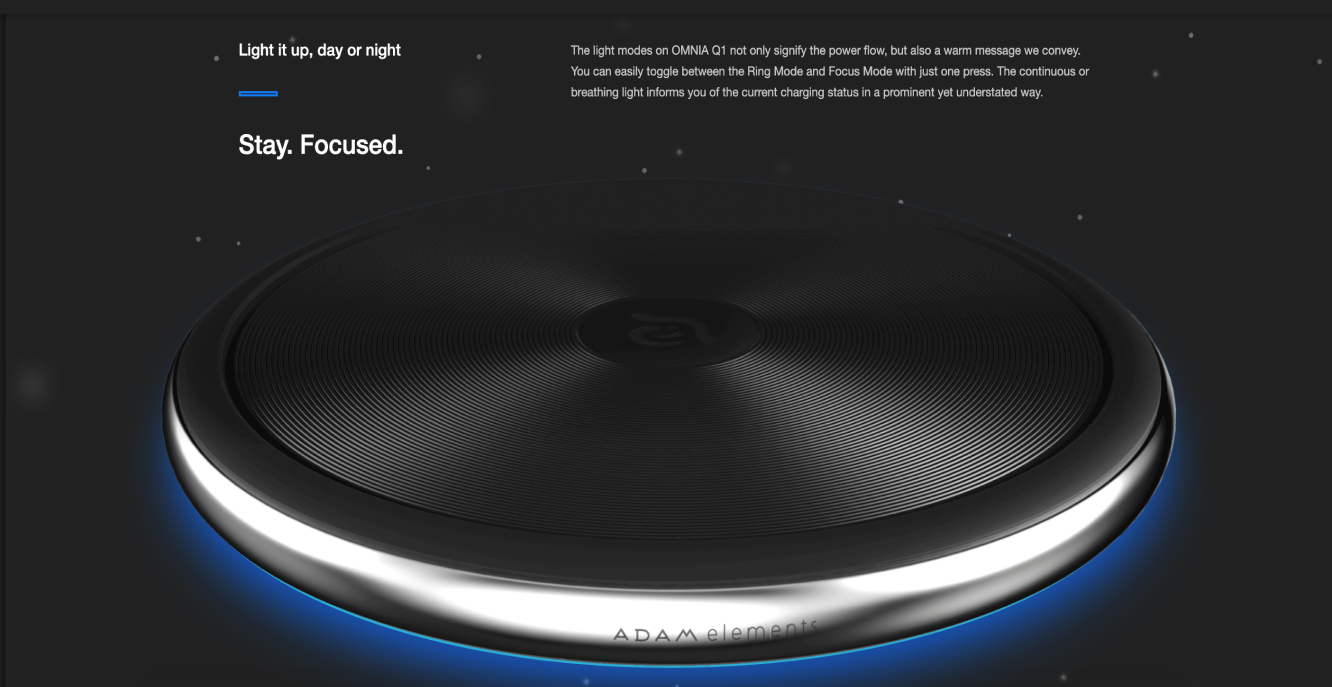 Light it up, day or night
The light modes on OMNIA Q1 not only signify the power flow, but also a warm message we convey.
You can easily toggle between the Ring Mode and Focus Mode with just one press. The continuous or
breathing light informs you of the current charging status in a prominent yet understated way.
Stay. Focused.
ADAM elements